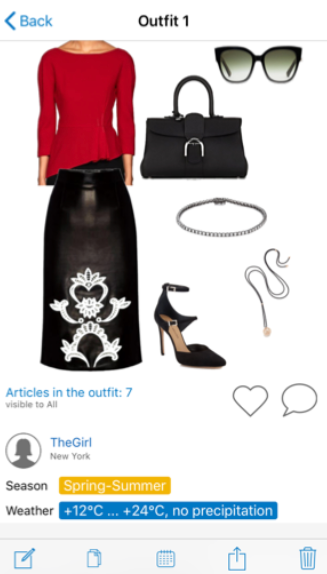 Back
Outfit 1
Articles in the outfit: 7
visible to All
TheGirl
New York
Season Spring-Summer
Weather +12°C ... +24°C, no precipitation